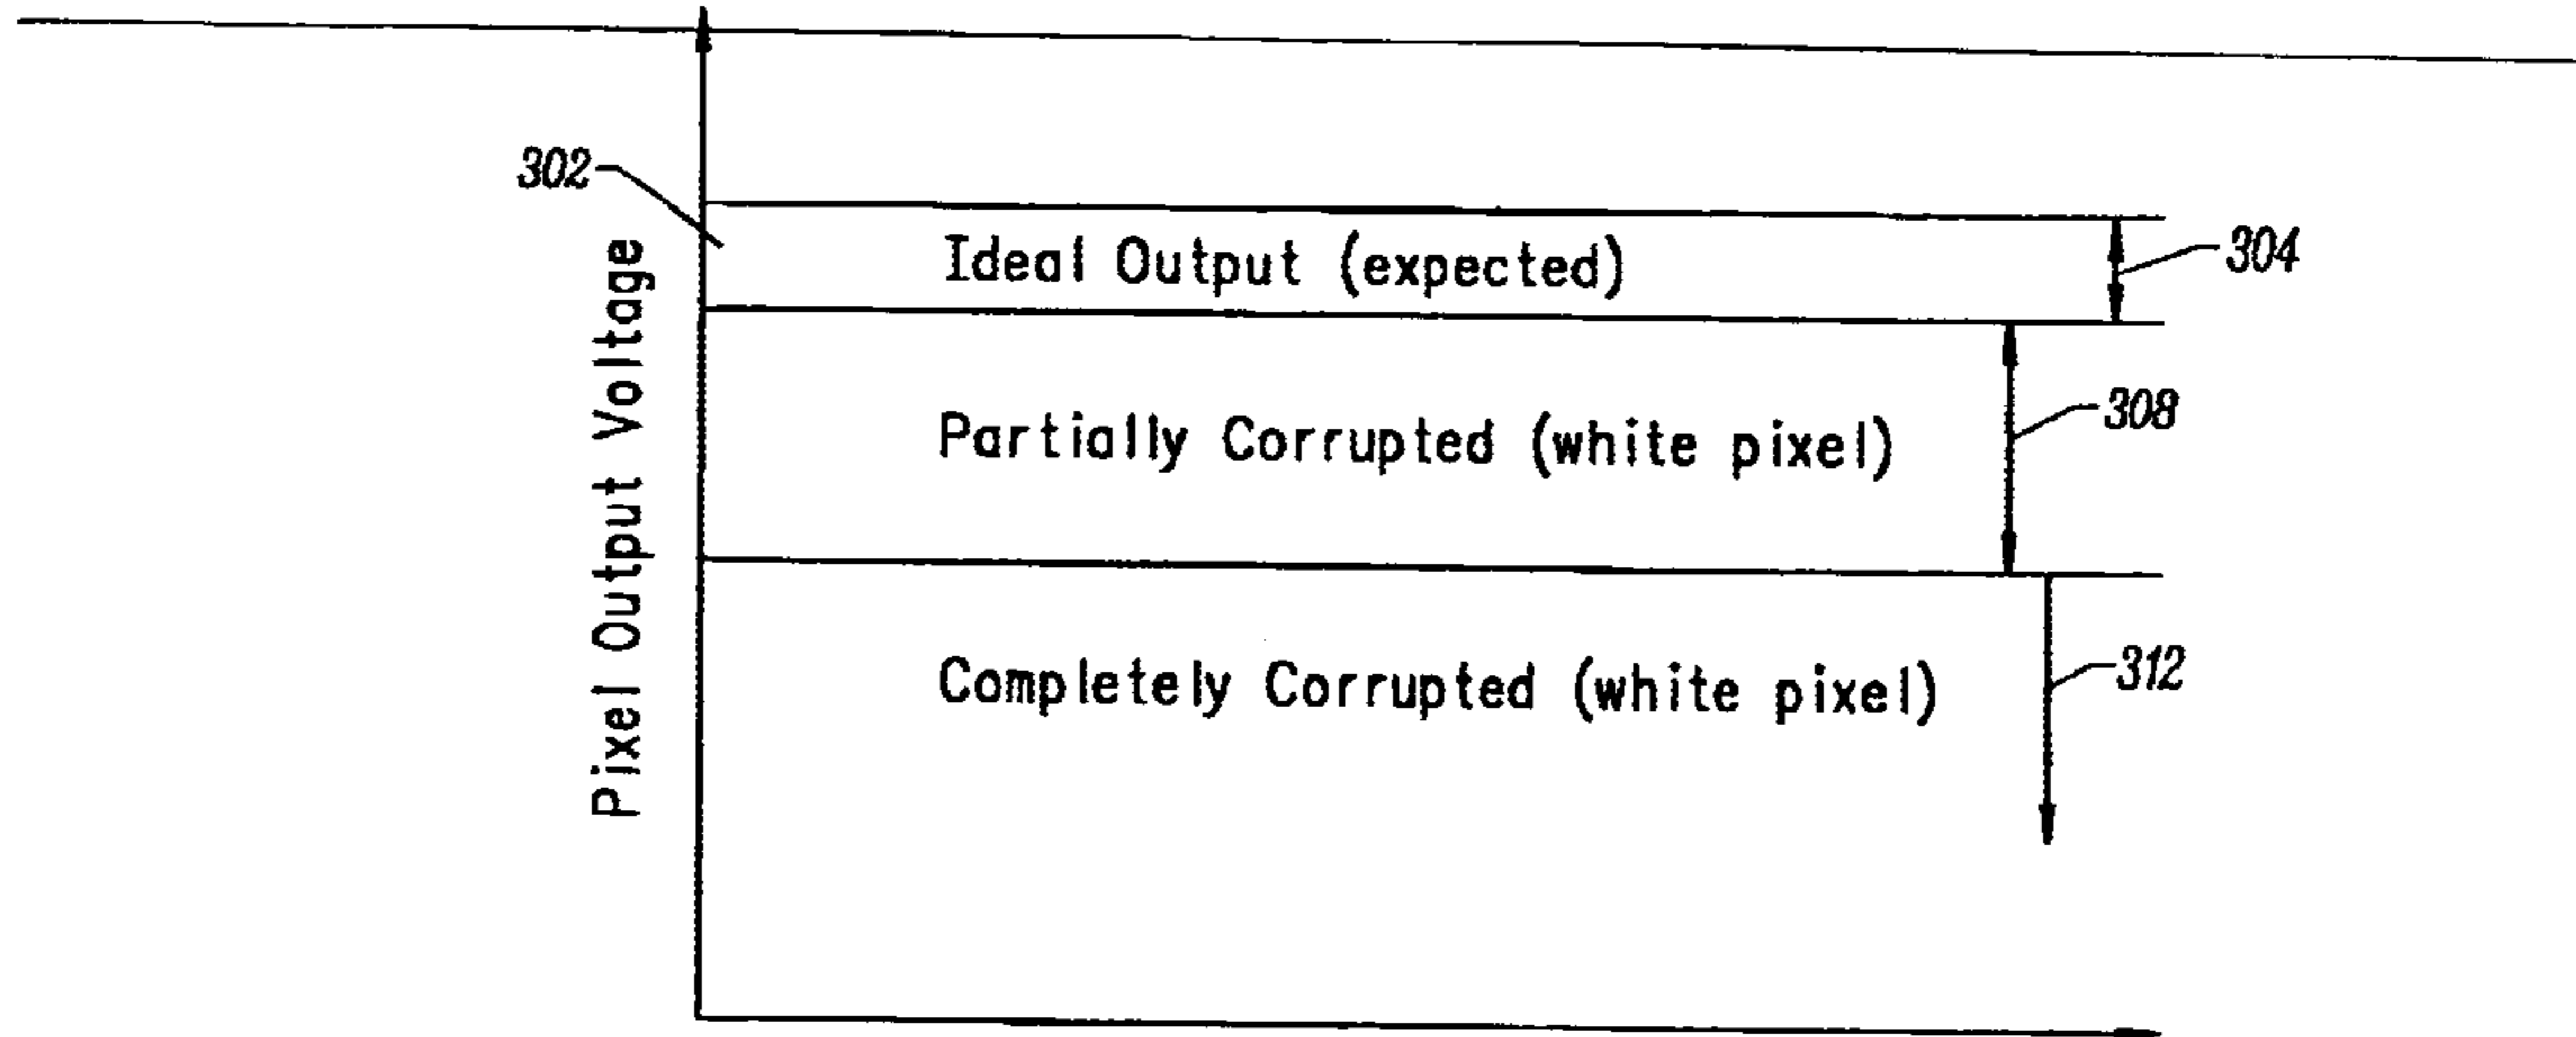 302
Ideal Output (expected)
304
Partially Corrupted (white pixel)
308
Completely Corrupted (white pixel)
312
Pixel Output Voltage